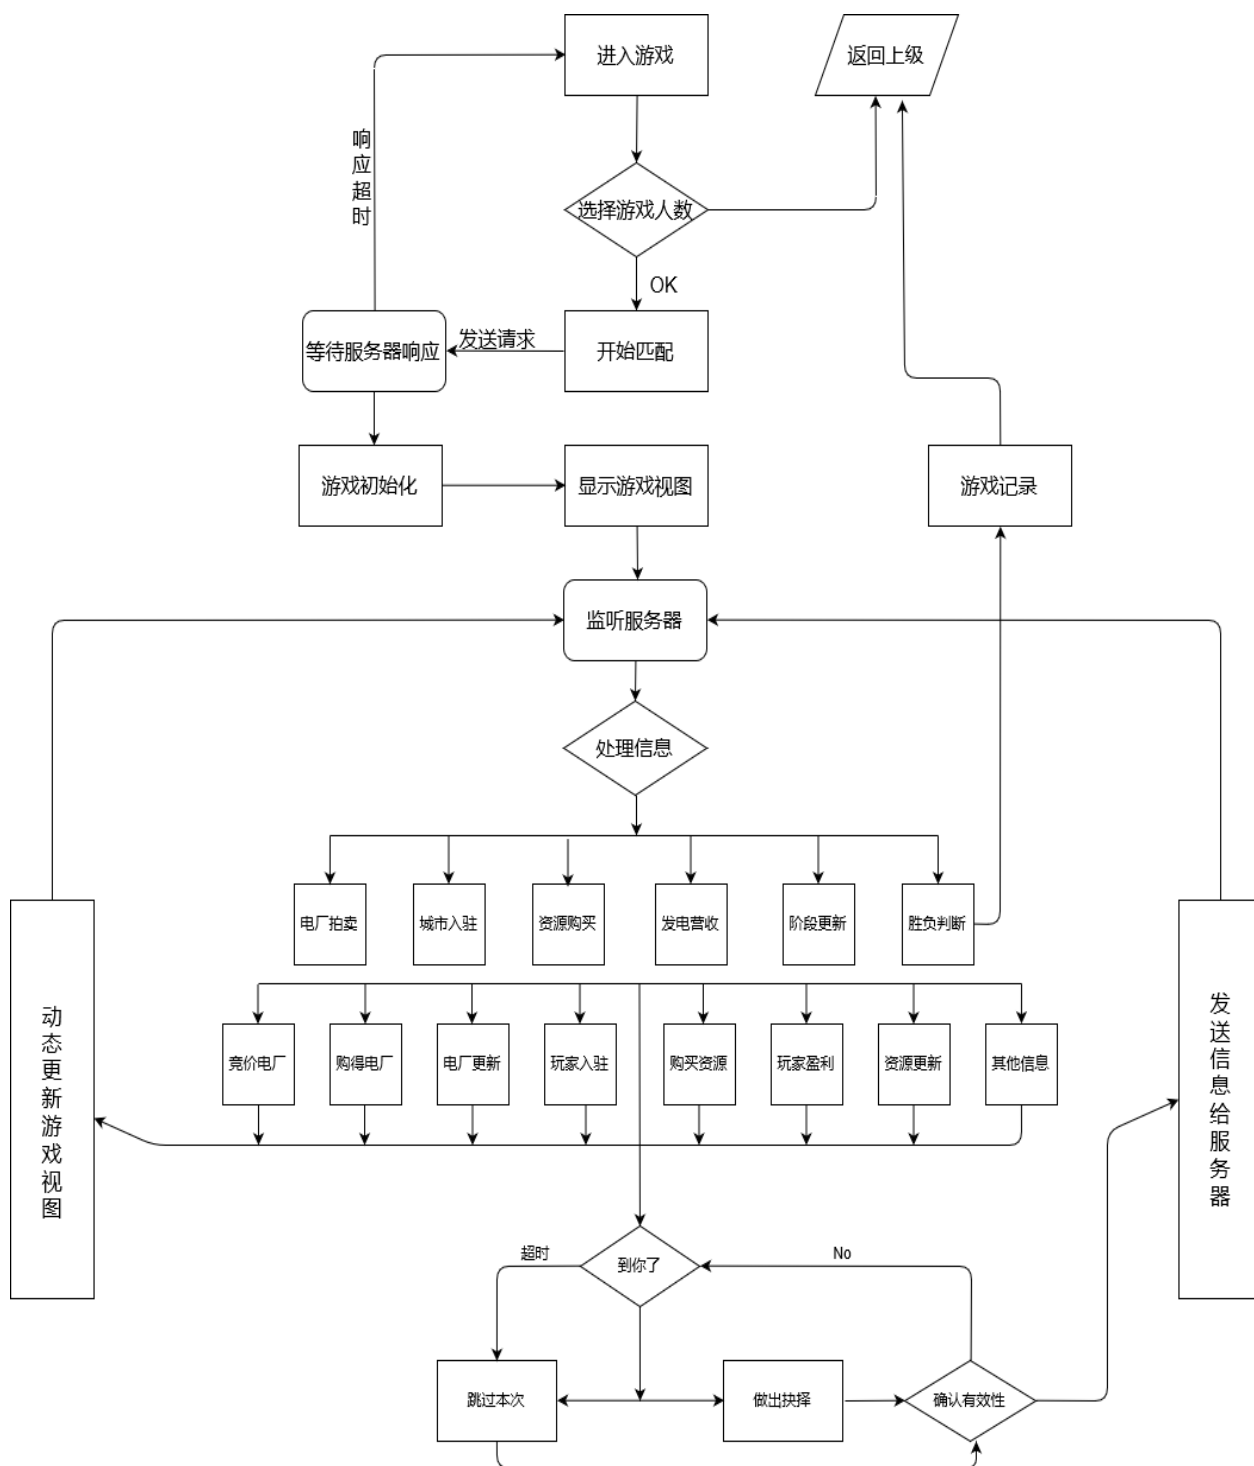 进入游戏
返回上级
响应超时
选择游戏人数
OK
等待服务器响应
发送请求
开始匹配
游戏初始化
显示游戏视图
游戏记录
监听服务器
处理信息
电厂拍卖
城市入驻
资源购买
发电营收
阶段更新
胜负判断
动态更新游戏视图
发送信息给服务器
竞价电厂
购得电厂
电厂更新
玩家入驻
购买资源
玩家盈利
资源更新
其他信息
超时
到你了
No
跳过本次
做出抉择
确认有效性